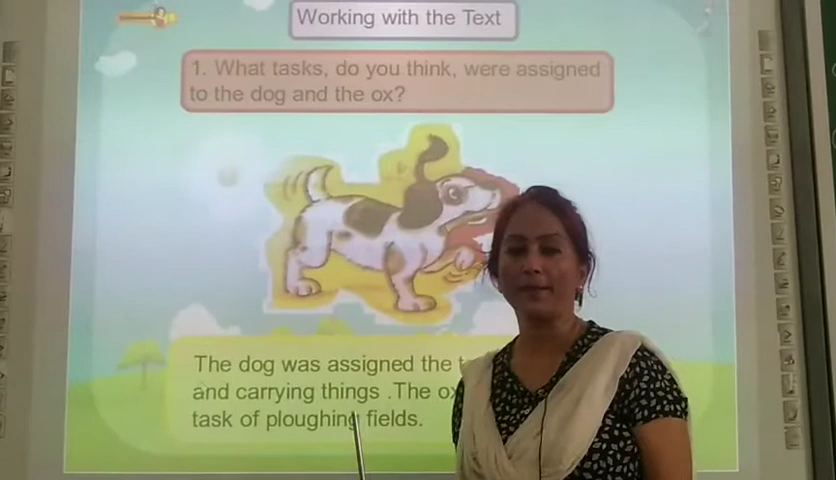 Working with the Text
1. What tasks, do you think, were assigned
to the dog and the ox?
The dog was assigned the
and carrying things .The
task of ploughing fields.